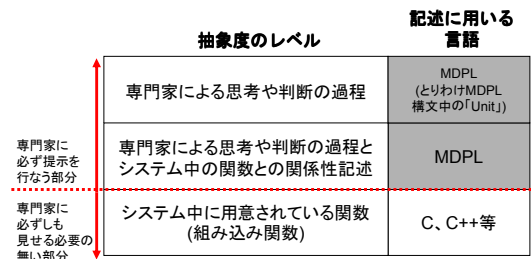 抽象度のレベル
記述に用いる
言語
専門家による思考や判断の過程
MDPL
(とりわけMDPL
構文中の「Unit」)
専門家に
必ず提示を
行なう部分
専門家による思考や判断の過程と
システム中の関数との関係性記述
MDPL
専門家に
必ずしも
見せる必要の
無い部分
システム中に用意されている関数
(組み込み関数)
C、C++等